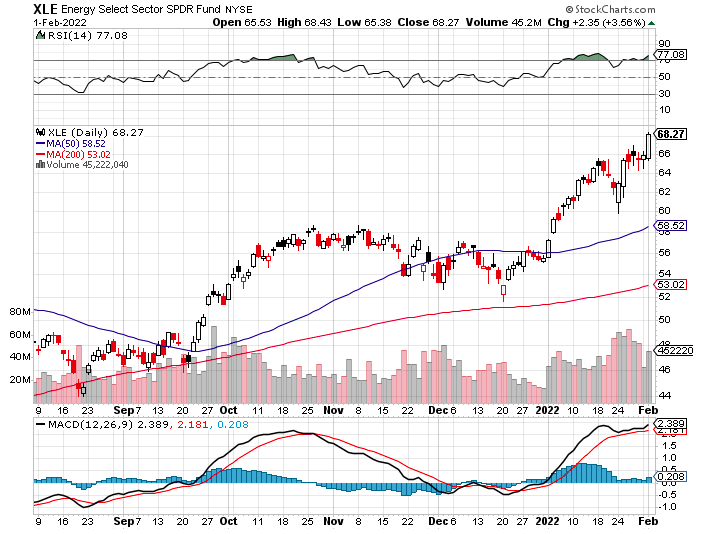 XLE Energy Select Sector SPDR Fund NYSE © StockCharts.com
1-Feb-2022 Open 65.53 High 68.43 Low 65.38 Close 68.27 Volume 45.2M Chg +2.35 (+3.56%)
RSI(14) 77.08
90
77.08
70
50
30
10
XLE (Daily) 68.27
MA(50) 58.52
MA(200) 53.02
Volume 45,222,040
68.27
66
64
62
60
58.52
58
56
54
53.02
52
50
48
46
44
80M
60M
40M
20M
452220
9 16 23 Sep 7 13 20 27 Oct 11 18 25 Nov 8 15 22 Dec 6 13 20 27 2022 10 18 24 Feb
MACD(12,26,9) 2.389, 2.181, 0.208
2.389
2.181
1.5
1.0
0.5
0.208
-0.5
-1.0
9 16 23 Sep 7 13 20 27 Oct 11 18 25 Nov 8 15 22 Dec 6 13 20 27 2022 10 18 24 Feb